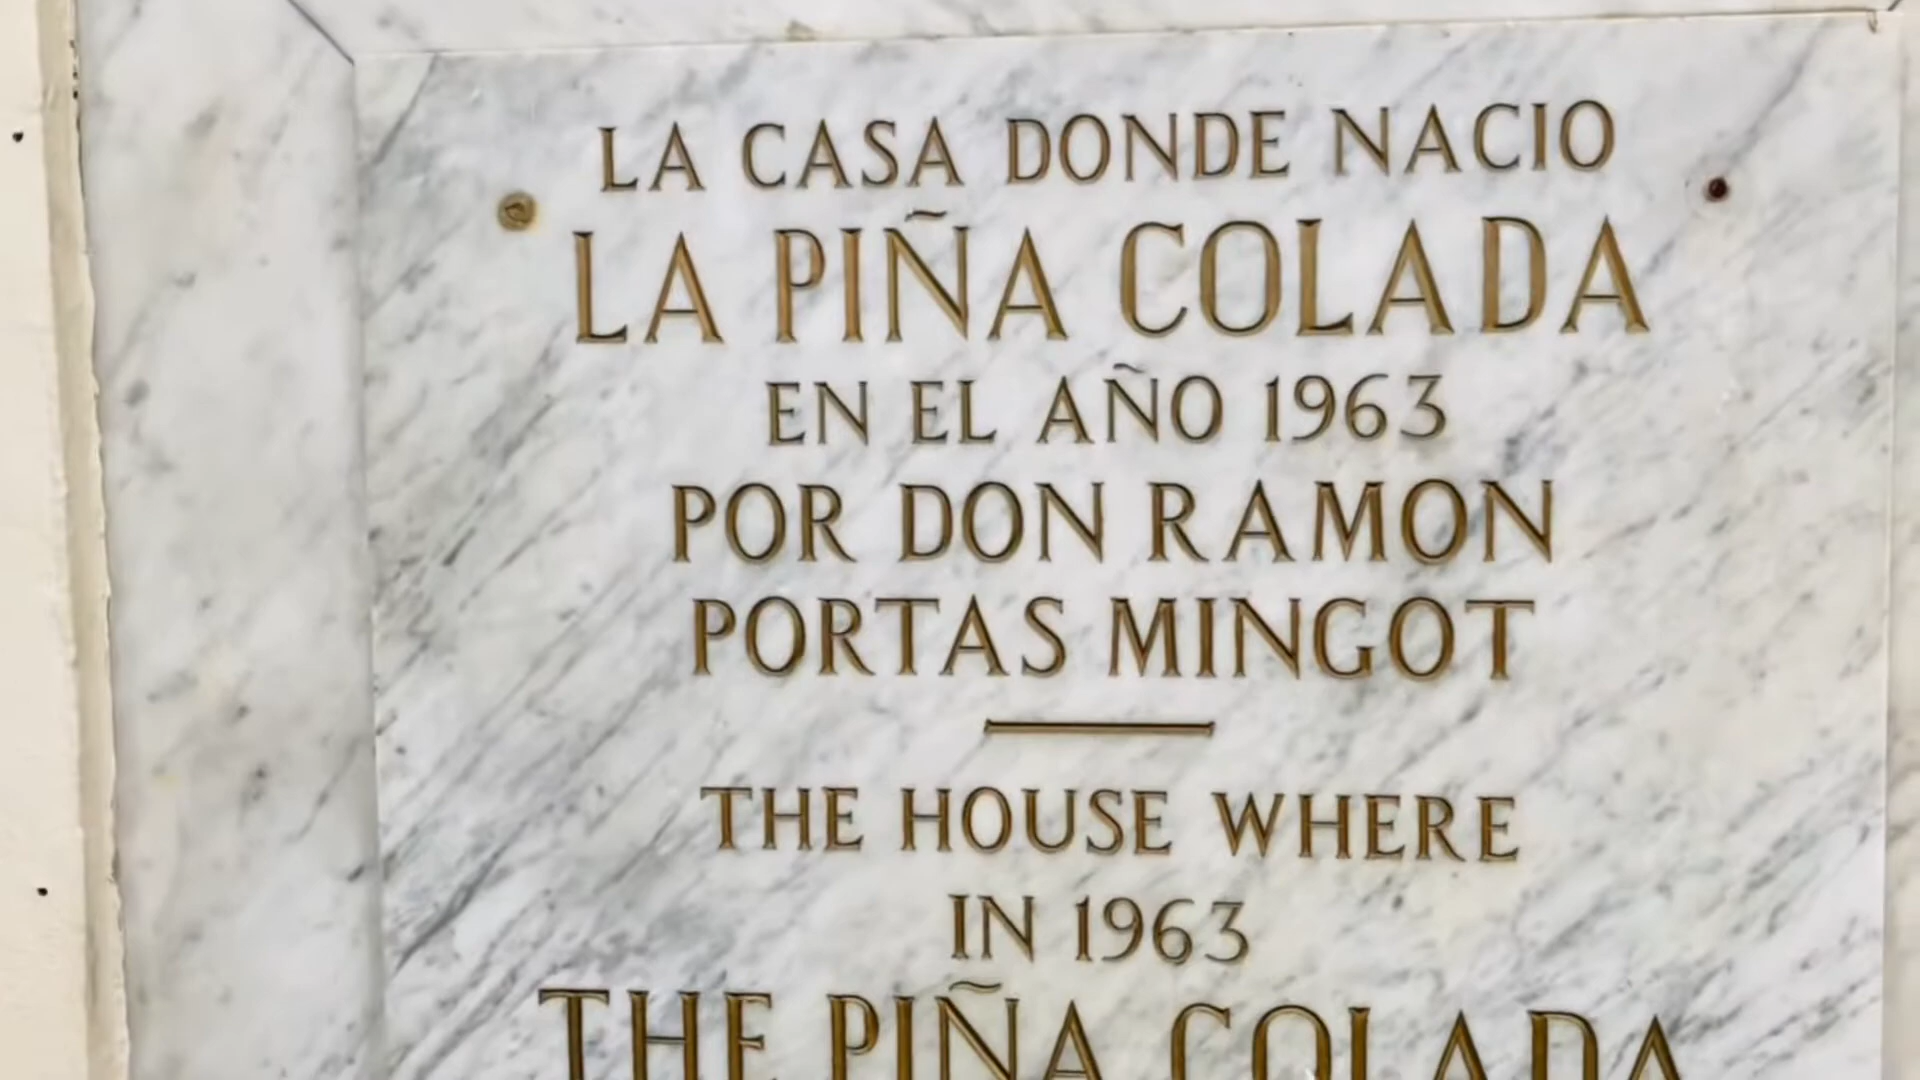 LA CASA DONDE NACIO
LA PIÑA COLADA
EN EL AÑO 1963
POR DON RAMON
PORTAS MINGOT
THE HOUSE WHERE
IN 1963
THE PIÑA COLADA